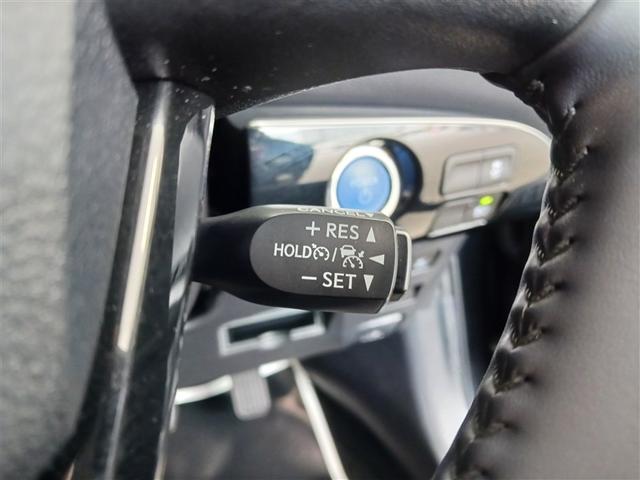 CANCEL
+ RES ▲
HOLD / ◀
− SET ▼